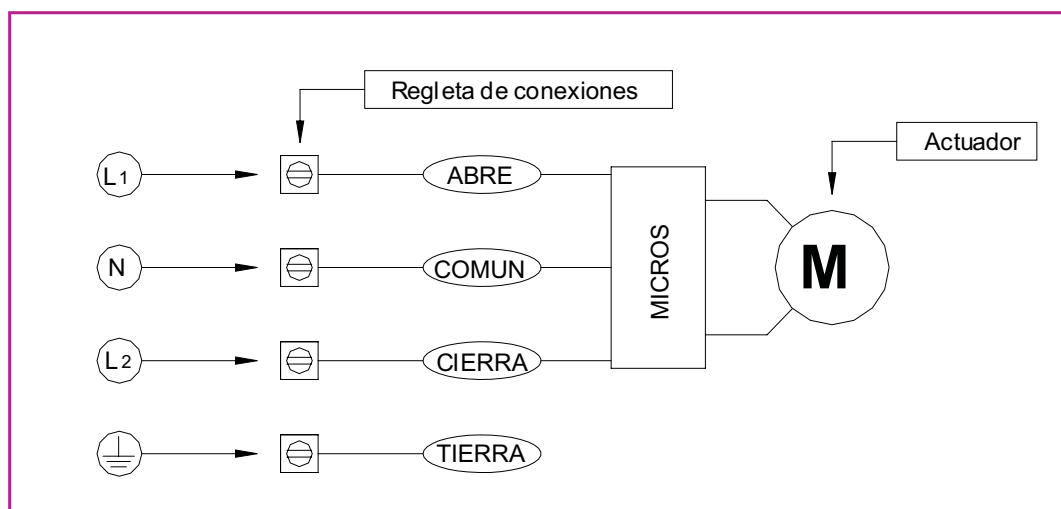 Regleta de conexiones
Actuador
L1
ABRE
N
COMUN
MICROS
M
L2
CIERRA
TIERRA